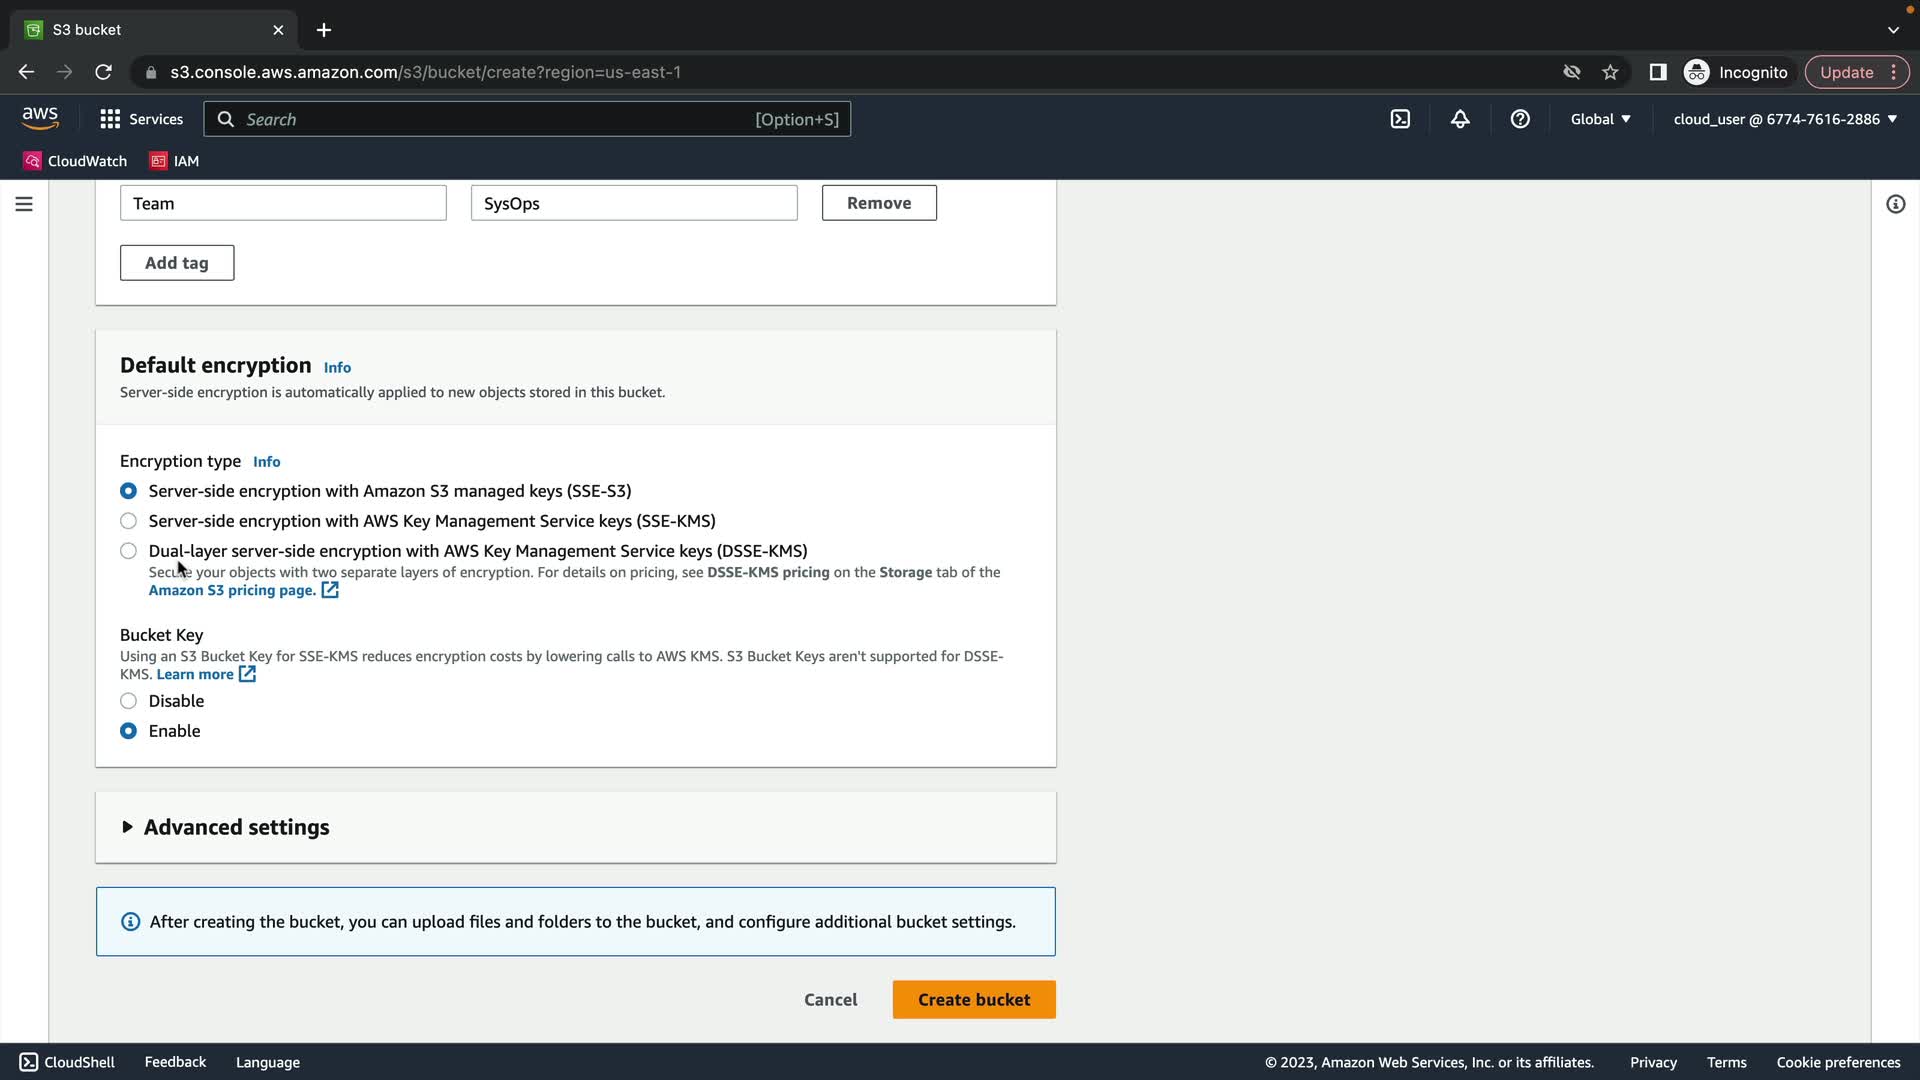 S3 bucket
s3.console.aws.amazon.com/s3/bucket/create?region=us-east-1
Incognito
Update
aws
Services
Search
[Option+S]
Global
cloud_user @ 6774-7616-2886
CloudWatch
IAM
Team
SysOps
Remove
Add tag
Default encryption Info
Server-side encryption is automatically applied to new objects stored in this bucket.
Encryption type Info
Server-side encryption with Amazon S3 managed keys (SSE-S3)
Server-side encryption with AWS Key Management Service keys (SSE-KMS)
Dual-layer server-side encryption with AWS Key Management Service keys (DSSE-KMS)
Secure your objects with two separate layers of encryption. For details on pricing, see DSSE-KMS pricing on the Storage tab of the
Amazon S3 pricing page.
Bucket Key
Using an S3 Bucket Key for SSE-KMS reduces encryption costs by lowering calls to AWS KMS. S3 Bucket Keys aren't supported for DSSE-
KMS. Learn more
Disable
Enable
Advanced settings
After creating the bucket, you can upload files and folders to the bucket, and configure additional bucket settings.
Cancel
Create bucket
CloudShell
Feedback
Language
© 2023, Amazon Web Services, Inc. or its affiliates.
Privacy
Terms
Cookie preferences